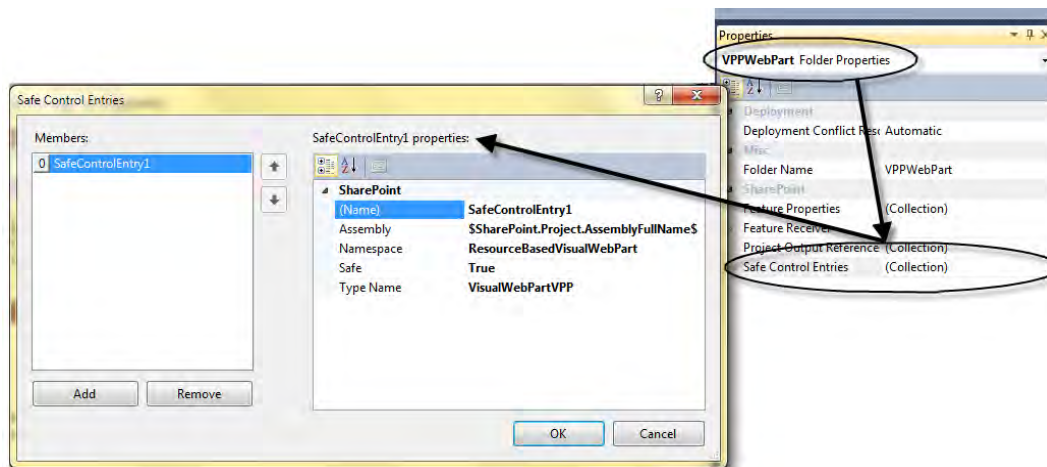 Properties
VPPWebPart Folder Properties
Deployment
Deployment Conflict Reso Automatic
Misc
Folder Name VPPWebPart
SharePoint
Feature Properties (Collection)
Feature Receiver
Project Output Reference (Collection)
Safe Control Entries (Collection)
Safe Control Entries
Members:
0 SafeControlEntry1
Add Remove
SafeControlEntry1 properties:
SharePoint
(Name) SafeControlEntry1
Assembly $SharePoint.Project.AssemblyFullName$
Namespace ResourceBasedVisualWebPart
Safe True
Type Name VisualWebPartVPP
OK Cancel